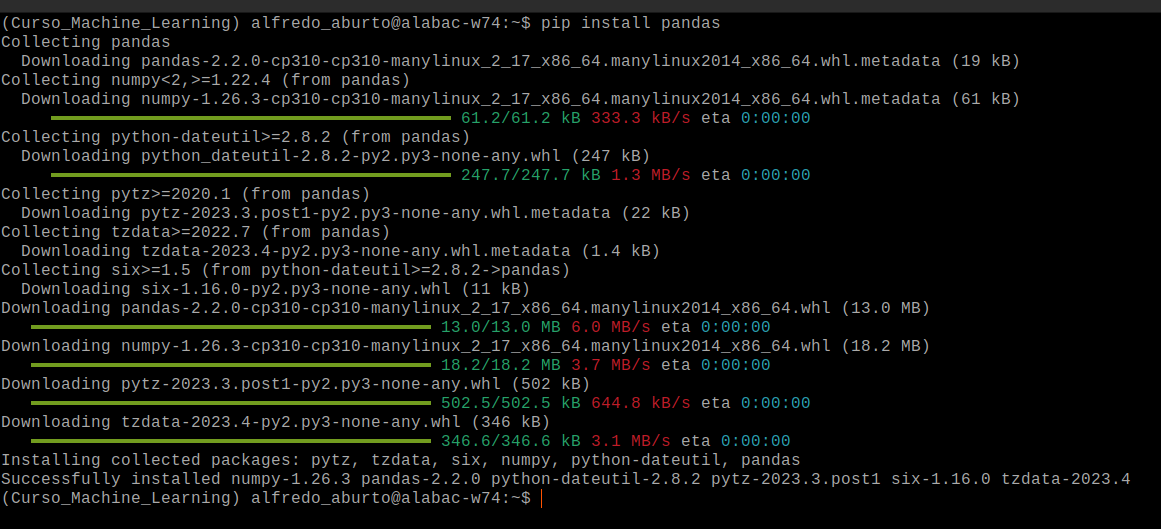 (Curso_Machine_Learning) alfredo_aburto@alabac-w74:~$ pip install pandas
Collecting pandas
  Downloading pandas-2.2.0-cp310-cp310-manylinux_2_17_x86_64.manylinux2014_x86_64.whl.metadata (19 kB)
Collecting numpy<2,>=1.22.4 (from pandas)
  Downloading numpy-1.26.3-cp310-cp310-manylinux_2_17_x86_64.manylinux2014_x86_64.whl.metadata (61 kB)
61.2/61.2 kB 333.3 kB/s eta 0:00:00
Collecting python-dateutil>=2.8.2 (from pandas)
  Downloading python_dateutil-2.8.2-py2.py3-none-any.whl (247 kB)
247.7/247.7 kB 1.3 MB/s eta 0:00:00
Collecting pytz>=2020.1 (from pandas)
  Downloading pytz-2023.3.post1-py2.py3-none-any.whl.metadata (22 kB)
Collecting tzdata>=2022.7 (from pandas)
  Downloading tzdata-2023.4-py2.py3-none-any.whl.metadata (1.4 kB)
Collecting six>=1.5 (from python-dateutil>=2.8.2->pandas)
  Downloading six-1.16.0-py2.py3-none-any.whl (11 kB)
Downloading pandas-2.2.0-cp310-cp310-manylinux_2_17_x86_64.manylinux2014_x86_64.whl (13.0 MB)
13.0/13.0 MB 6.0 MB/s eta 0:00:00
Downloading numpy-1.26.3-cp310-cp310-manylinux_2_17_x86_64.manylinux2014_x86_64.whl (18.2 MB)
18.2/18.2 MB 3.7 MB/s eta 0:00:00
Downloading pytz-2023.3.post1-py2.py3-none-any.whl (502 kB)
502.5/502.5 kB 644.8 kB/s eta 0:00:00
Downloading tzdata-2023.4-py2.py3-none-any.whl (346 kB)
346.6/346.6 kB 3.1 MB/s eta 0:00:00
Installing collected packages: pytz, tzdata, six, numpy, python-dateutil, pandas
Successfully installed numpy-1.26.3 pandas-2.2.0 python-dateutil-2.8.2 pytz-2023.3.post1 six-1.16.0 tzdata-2023.4
(Curso_Machine_Learning) alfredo_aburto@alabac-w74:~$